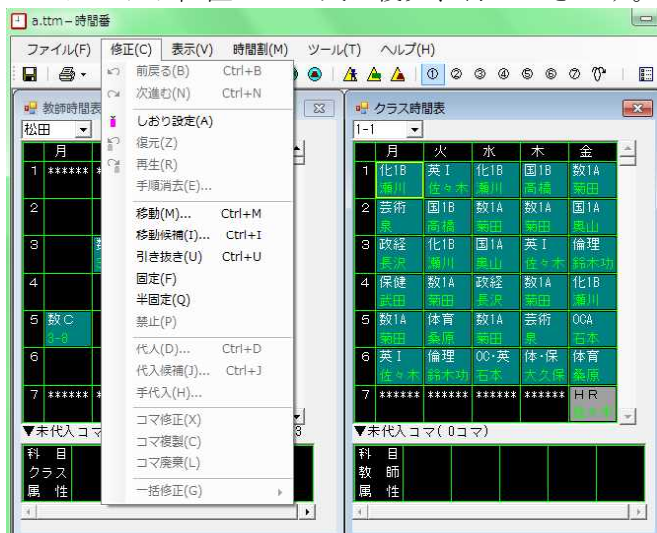 a.ttm－時間番
ファイル(F) 修正(C) 表示(V) 時間割(M) ツール(T) ヘルプ(H)
前戻る(B) Ctrl+B
次進む(N) Ctrl+N
しおり設定(A)
復元(Z)
再生(R)
手順消去(E)...
移動(M)... Ctrl+M
移動候補(I)... Ctrl+I
引き抜き(U) Ctrl+U
固定(F)
半固定(Q)
禁止(P)
代入(D)... Ctrl+D
代入候補(J)... Ctrl+J
手代入(H)...
コマ修正(X)
コマ複製(C)
コマ廃棄(L)
一括修正(G)
① ② ③ ④ ⑤ ⑥ ⑦
教師時間表
松田
月
1 ******
2
3 数
4
5 数C
3-8
6
7 ******
▼未代入コマ
3
科 目
クラス
属 性
クラス時間表
1-1
月 火 水 木 金
1 化1B 英Ⅰ 化1B 国1B 数1A
瀬川 佐々木 瀬川 高橋 菊田
2 芸術 国1B 数1A 数1A 国1A
泉 高橋 菊田 菊田 奥山
3 政経 化1B 国1A 英Ⅰ 倫理
長沢 瀬川 奥山 佐々木 鈴木功
4 保健 数1A 政経 数1A 化1B
武田 菊田 長沢 菊田 瀬川
5 数1A 体育 数1A 芸術 OCA
菊田 桑原 菊田 泉 石本
6 英Ⅰ 倫理 OC-英 体-保 体育
佐々木 鈴木功 石本 大久保 桑原
7 ****** ****** ****** ****** HR
▼未代入コマ( 0コマ)
科 目
教 師
属 性